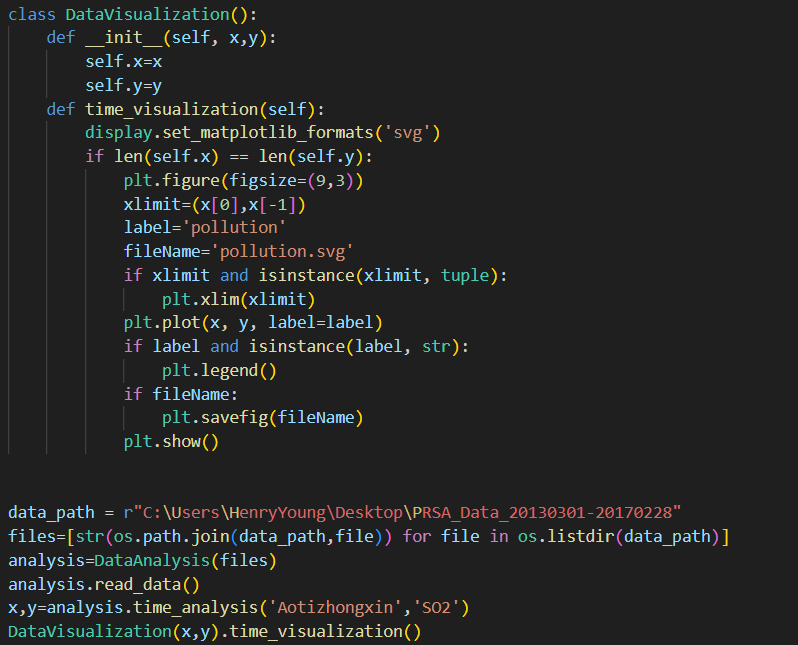 class DataVisualization():
    def __init__(self, x,y):
        self.x=x
        self.y=y
    def time_visualization(self):
        display.set_matplotlib_formats('svg')
        if len(self.x) == len(self.y):
            plt.figure(figsize=(9,3))
            xlimit=(x[0],x[-1])
            label='pollution'
            fileName='pollution.svg'
            if xlimit and isinstance(xlimit, tuple):
                plt.xlim(xlimit)
            plt.plot(x, y, label=label)
            if label and isinstance(label, str):
                plt.legend()
            if fileName:
                plt.savefig(fileName)
            plt.show()
data_path = r"C:\Users\HenryYoung\Desktop\PRSA_Data_20130301-20170228"
files=[str(os.path.join(data_path,file)) for file in os.listdir(data_path)]
analysis=DataAnalysis(files)
analysis.read_data()
x,y=analysis.time_analysis('Aotizhongxin','SO2')
DataVisualization(x,y).time_visualization()